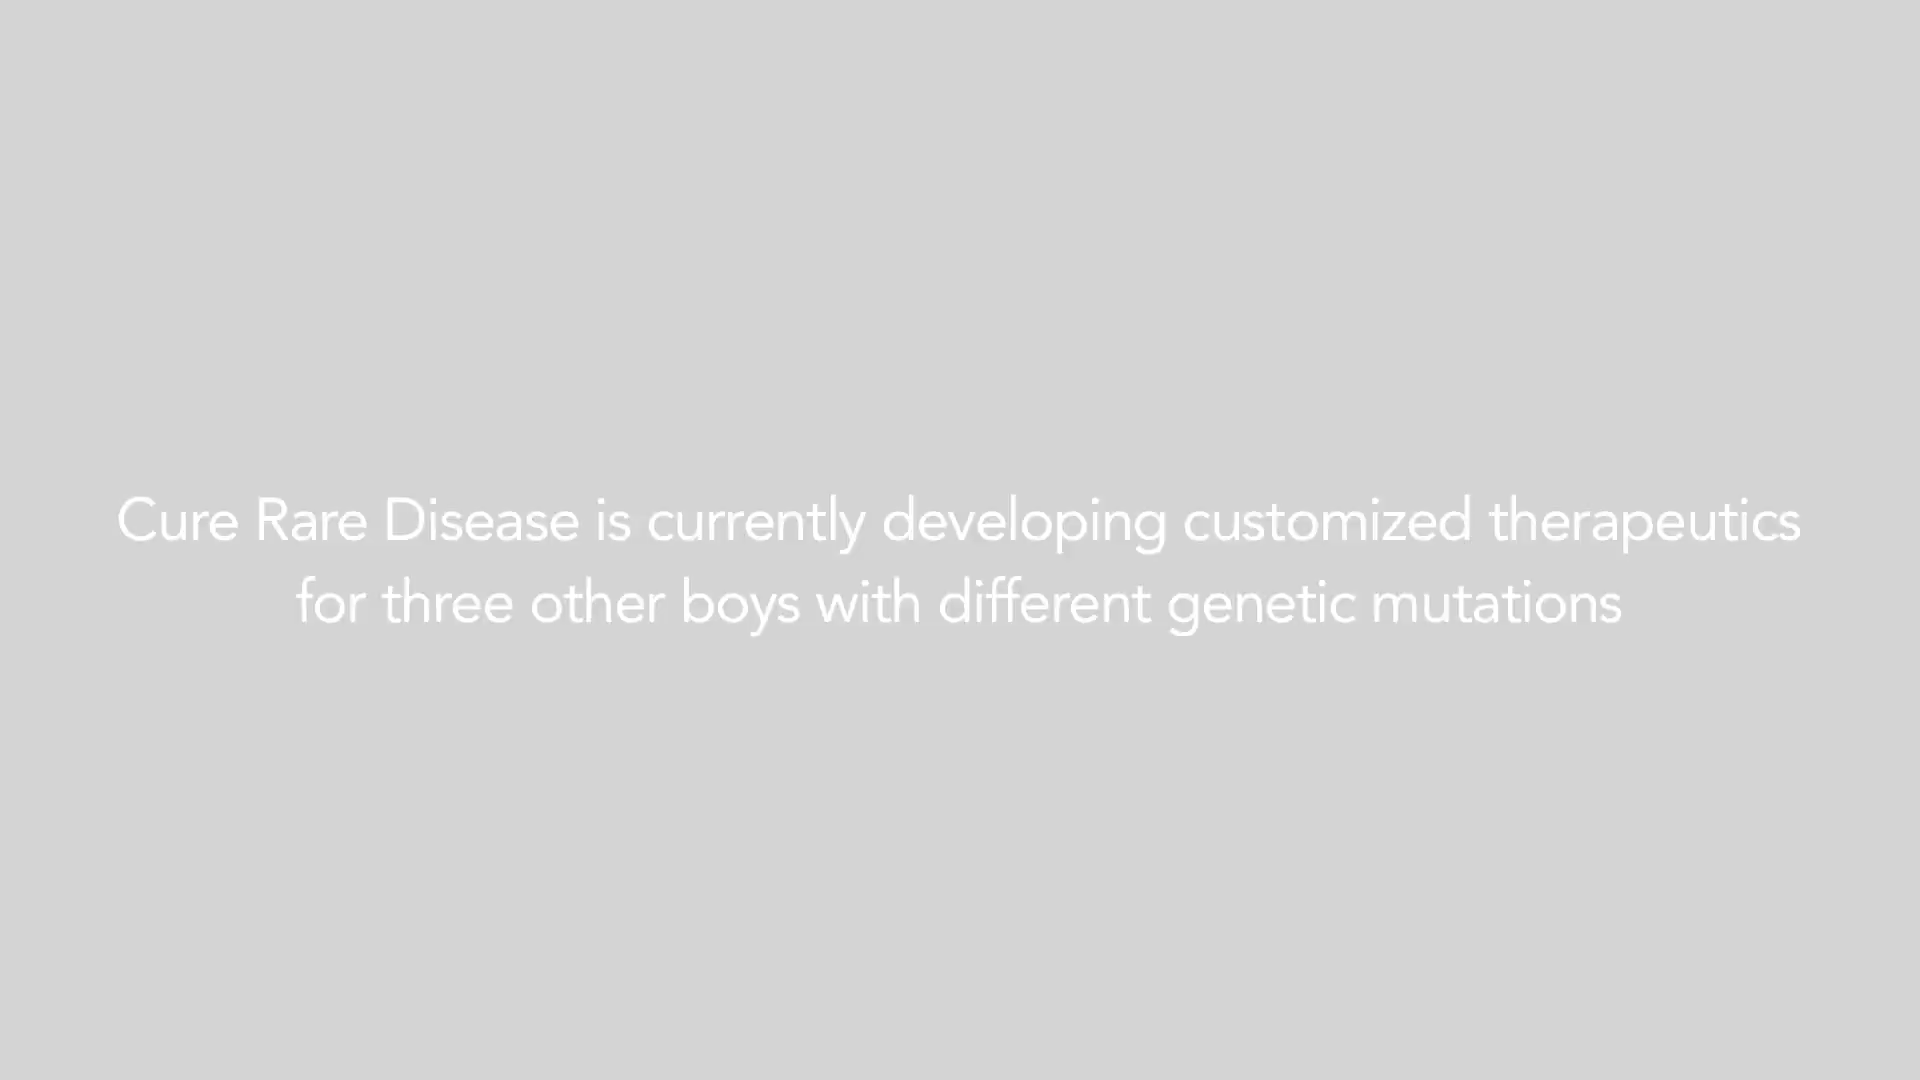 Cure Rare Disease is currently developing customized therapeutics
for three other boys with different genetic mutations